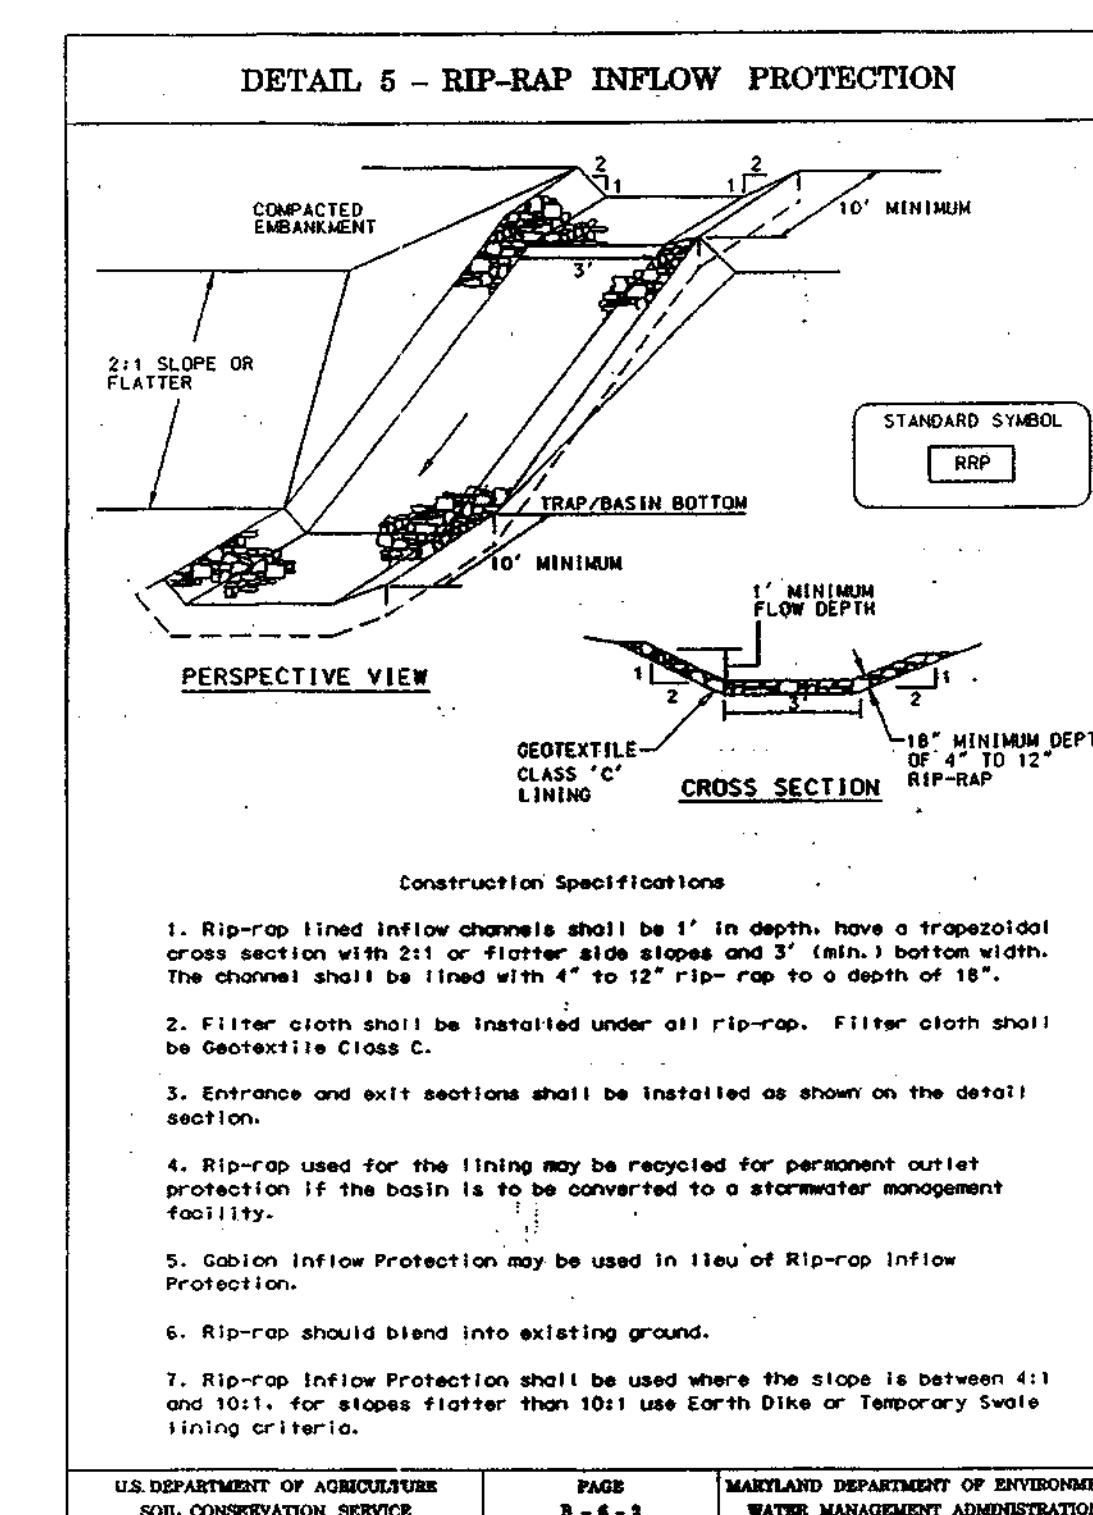 DETAIL 5 - RIP-RAP INFLOW PROTECTION
2
2
1
1
10' MINIMUM
COMPACTED
EMBANKMENT
3'
2:1 SLOPE OR
FLATTER
STANDARD SYMBOL
RRP
TRAP/BASIN BOTTOM
10' MINIMUM
1' MINIMUM
FLOW DEPTH
PERSPECTIVE VIEW
1
2
3'
2
1
GEOTEXTILE
CLASS 'C'
LINING
18" MINIMUM DEPT
OF 4" TO 12"
RIP-RAP
CROSS SECTION
Construction Specifications
1. Rip-rap lined inflow channels shall be 1' in depth, have a trapezoidal
cross section with 2:1 or flatter side slopes and 3' (min.) bottom width.
The channel shall be lined with 4" to 12" rip- rap to a depth of 18".
2. Filter cloth shall be installed under all rip-rap. Filter cloth shall
be Geotextile Class C.
3. Entrance and exit sections shall be installed as shown on the detail
section.
4. Rip-rap used for the lining may be recycled for permanent outlet
protection if the basin is to be converted to a stormwater management
facility.
5. Gabion Inflow Protection may be used in lieu of Rip-rap Inflow
Protection.
6. Rip-rap should blend into existing ground.
7. Rip-rap Inflow Protection shall be used where the slope is between 4:1
and 10:1, for slopes flatter than 10:1 use Earth Dike or Temporary Swale
lining criteria.
U.S. DEPARTMENT OF AGRICULTURE
SOIL CONSERVATION SERVICE
PAGE
B - 6 - 2
MARYLAND DEPARTMENT OF ENVIRONME
WATER MANAGEMENT ADMINISTRATION